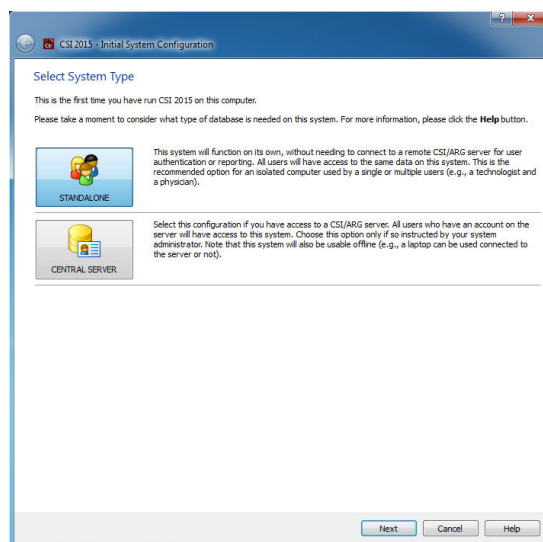 ? X
CSI 2015 - Initial System Configuration
Select System Type
This is the first time you have run CSI 2015 on this computer.
Please take a moment to consider what type of database is needed on this system. For more information, please click the Help button.
This system will function on its own, without needing to connect to a remote CSI/ARG server for user
authentication or reporting. All users will have access to the same data on this system. This is the
recommended option for an isolated computer used by a single or multiple users (e.g., a technologist and
a physician).
STANDALONE
Select this configuration if you have access to a CSI/ARG server. All users who have an account on the
server will have access to this system. Choose this option only if so instructed by your system
administrator. Note that this system will also be usable offline (e.g., a laptop can be used connected to
the server or not).
CENTRAL SERVER
Next Cancel Help